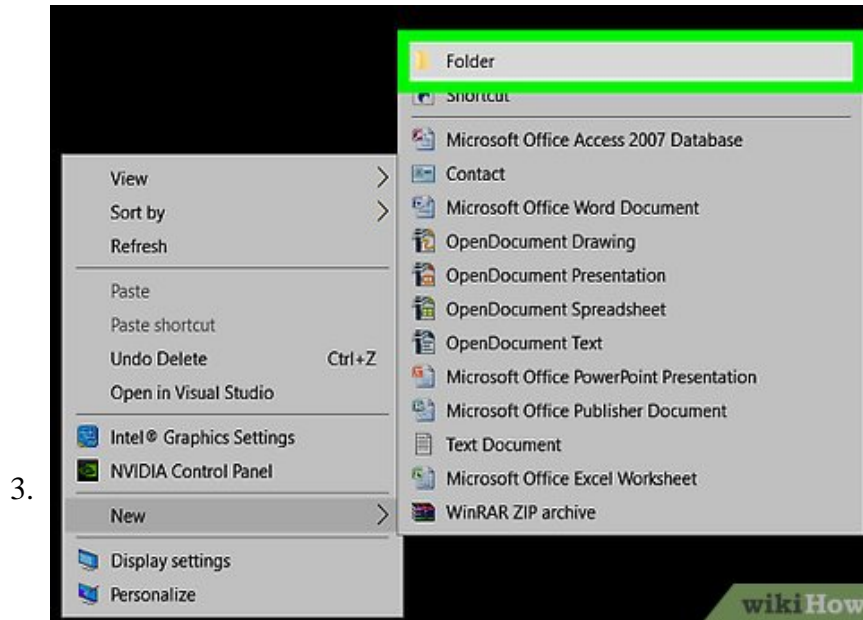 Folder
Shortcut
Microsoft Office Access 2007 Database
Contact
Microsoft Office Word Document
OpenDocument Drawing
OpenDocument Presentation
OpenDocument Spreadsheet
OpenDocument Text
Microsoft Office PowerPoint Presentation
Microsoft Office Publisher Document
Text Document
Microsoft Office Excel Worksheet
WinRAR ZIP archive
View
Sort by
Refresh
Paste
Paste shortcut
Undo Delete Ctrl+Z
Open in Visual Studio
Intel® Graphics Settings
NVIDIA Control Panel
3.
New
Display settings
Personalize
wikiHow